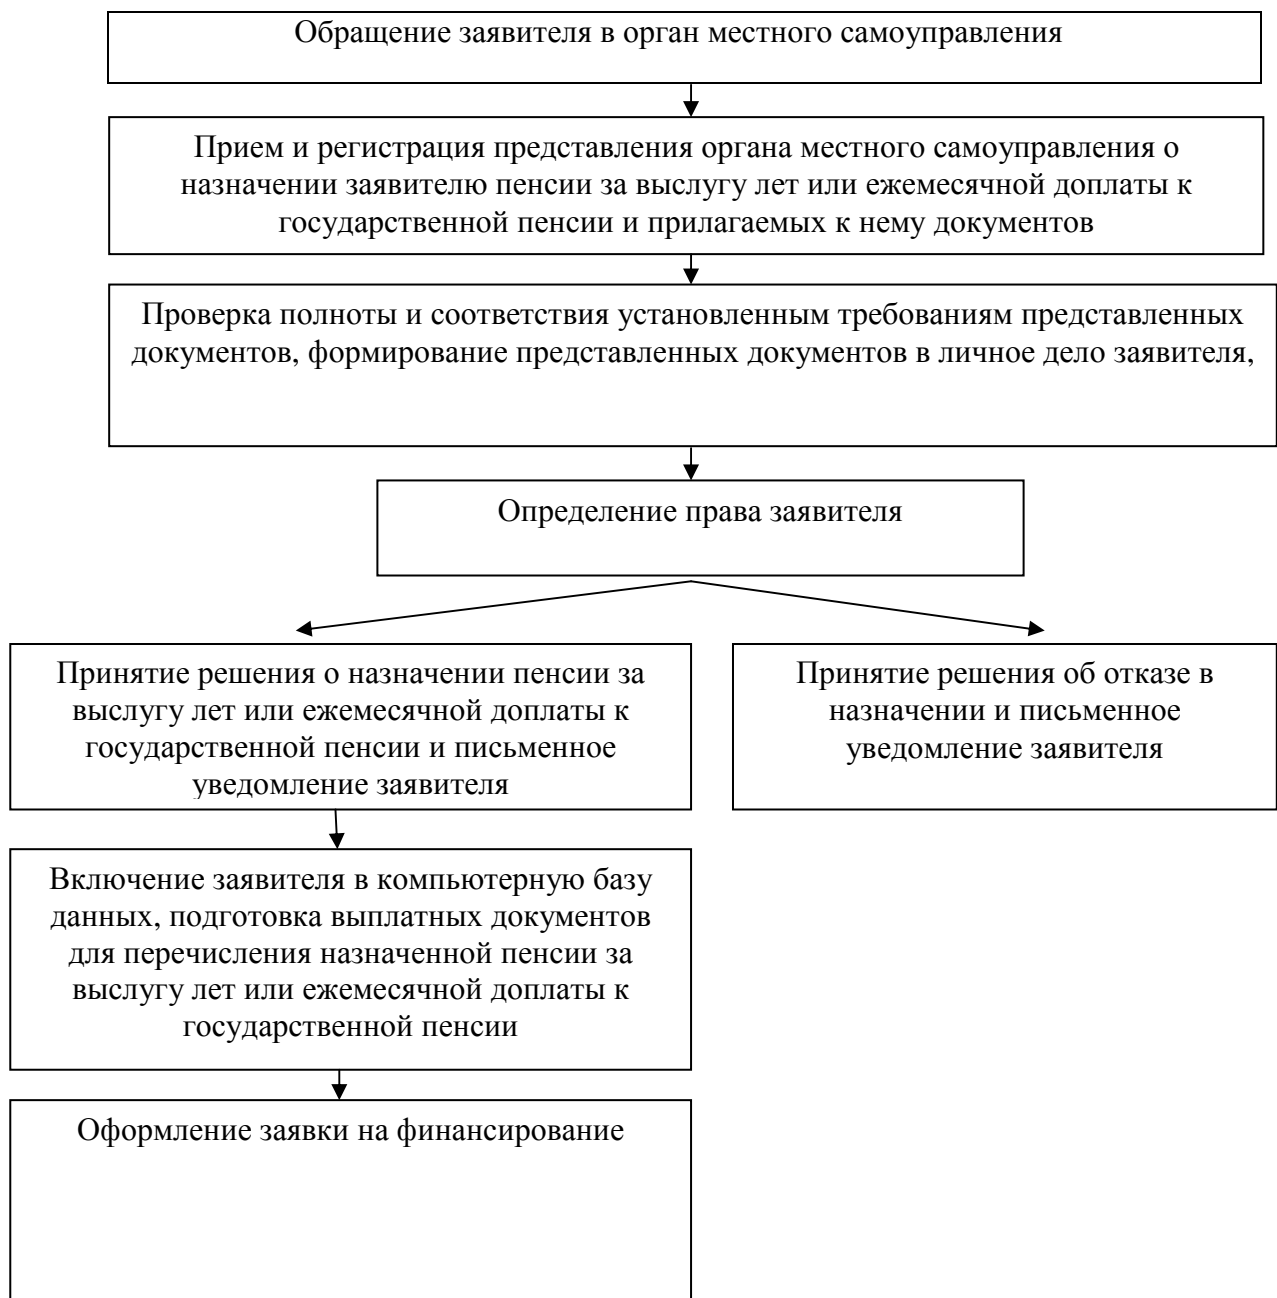 Обращение заявителя в орган местного самоуправления
Прием и регистрация представления органа местного самоуправления о
назначении заявителю пенсии за выслугу лет или ежемесячной доплаты к
государственной пенсии и прилагаемых к нему документов
Проверка полноты и соответствия установленным требованиям представленных
документов, формирование представленных документов в личное дело заявителя,
Определение права заявителя
Принятие решения о назначении пенсии за
выслугу лет или ежемесячной доплаты к
государственной пенсии и письменное
уведомление заявителя
Принятие решения об отказе в
назначении и письменное
уведомление заявителя
Включение заявителя в компьютерную базу
данных, подготовка выплатных документов
для перечисления назначенной пенсии за
выслугу лет или ежемесячной доплаты к
государственной пенсии
Оформление заявки на финансирование